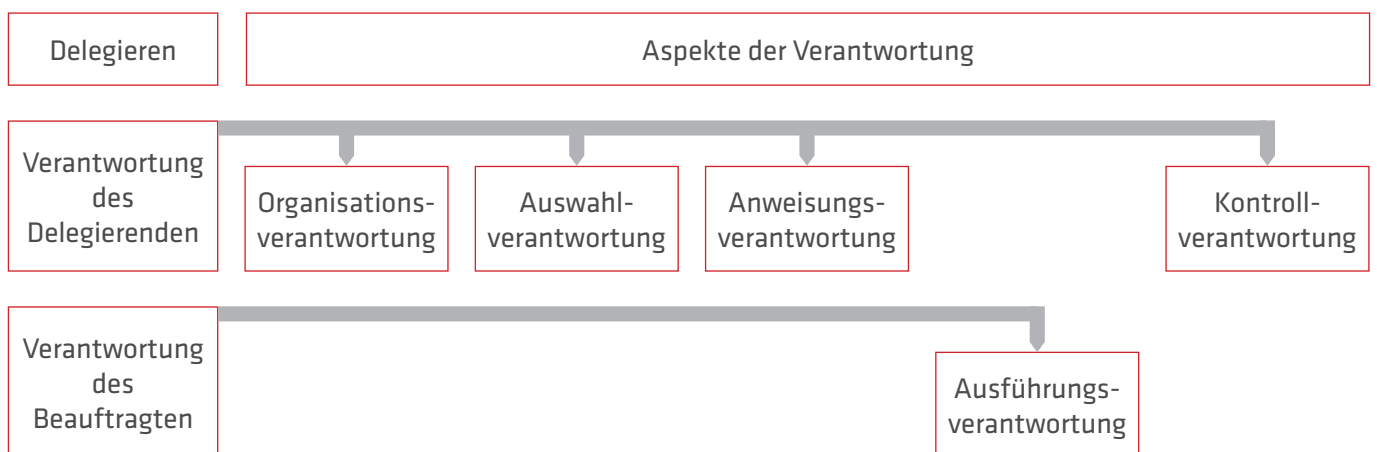 Delegieren
Aspekte der Verantwortung
Verantwortung
des
Delegierenden
Organisations-
verantwortung
Auswahl-
verantwortung
Anweisungs-
verantwortung
Kontroll-
verantwortung
Verantwortung
des
Beauftragten
Ausführungs-
verantwortung